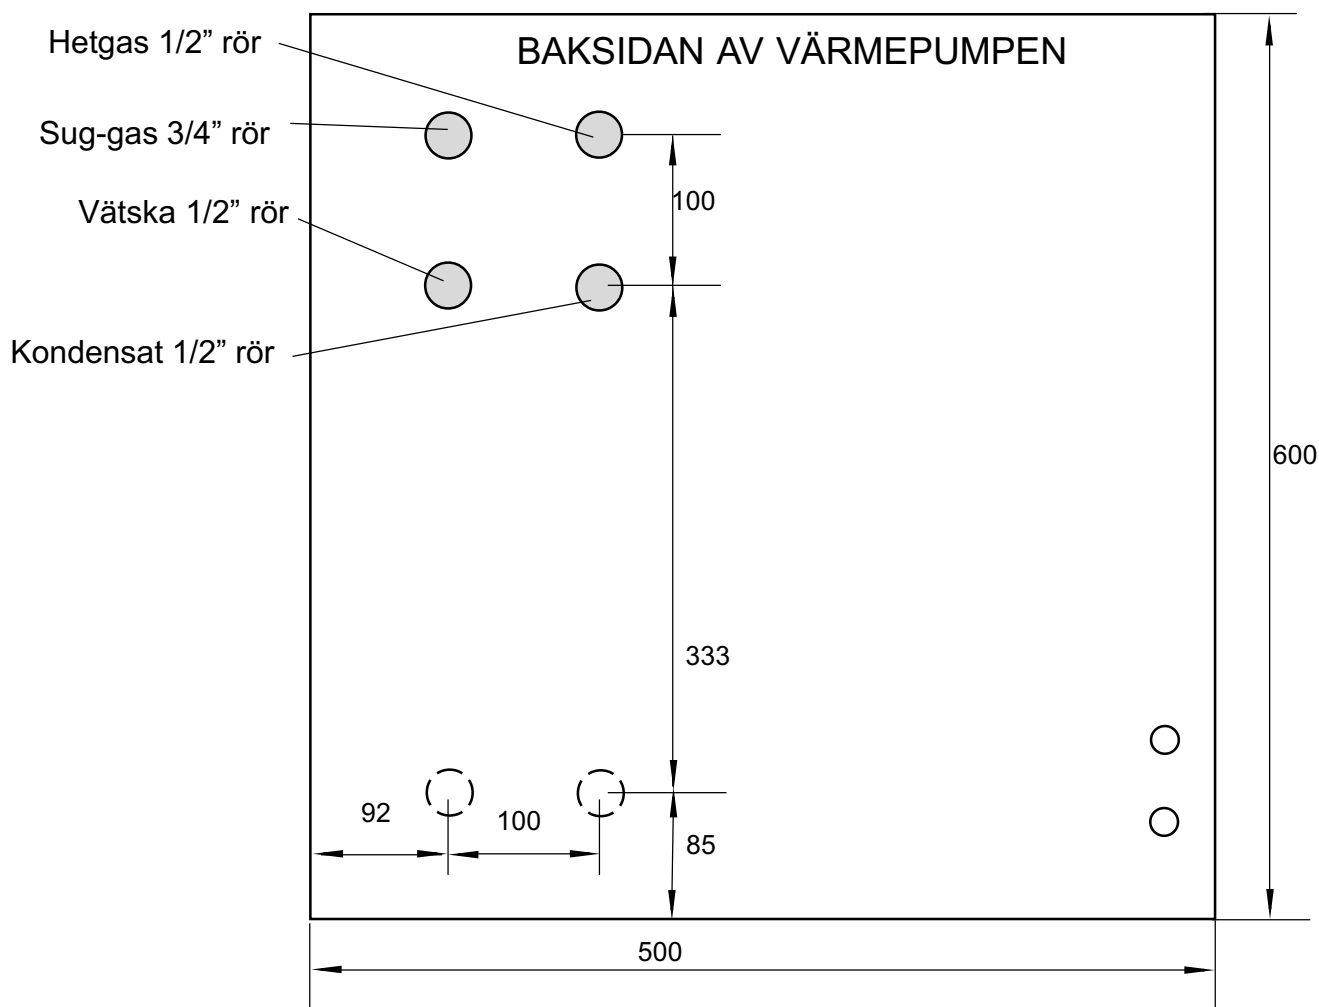 BAKSIDAN AV VÄRMEPUMPEN
Hetgas 1/2” rör
Sug-gas 3/4” rör
Vätska 1/2” rör
Kondensat 1/2” rör
100
600
333
92
100
85
500